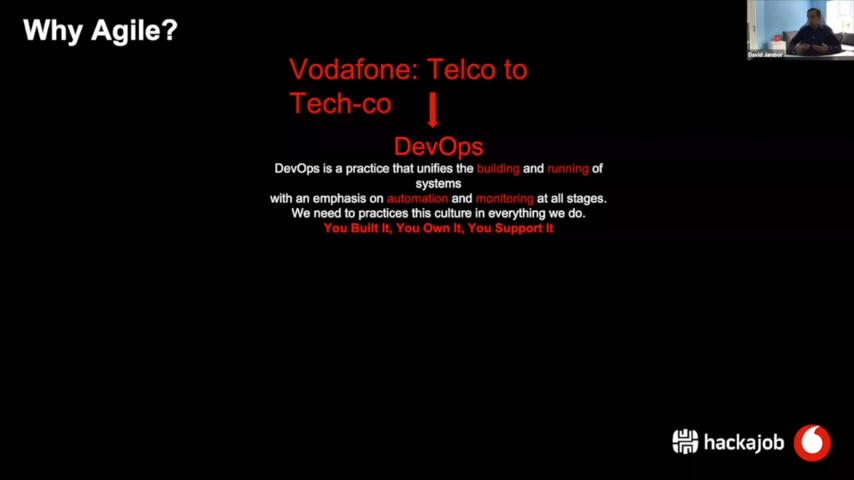 Why Agile?
David Jambor
Vodafone: Telco to
Tech-co
DevOps
DevOps is a practice that unifies the building and running of
systems
with an emphasis on automation and monitoring at all stages.
We need to practices this culture in everything we do.
You Built It, You Own It, You Support It
hackajob